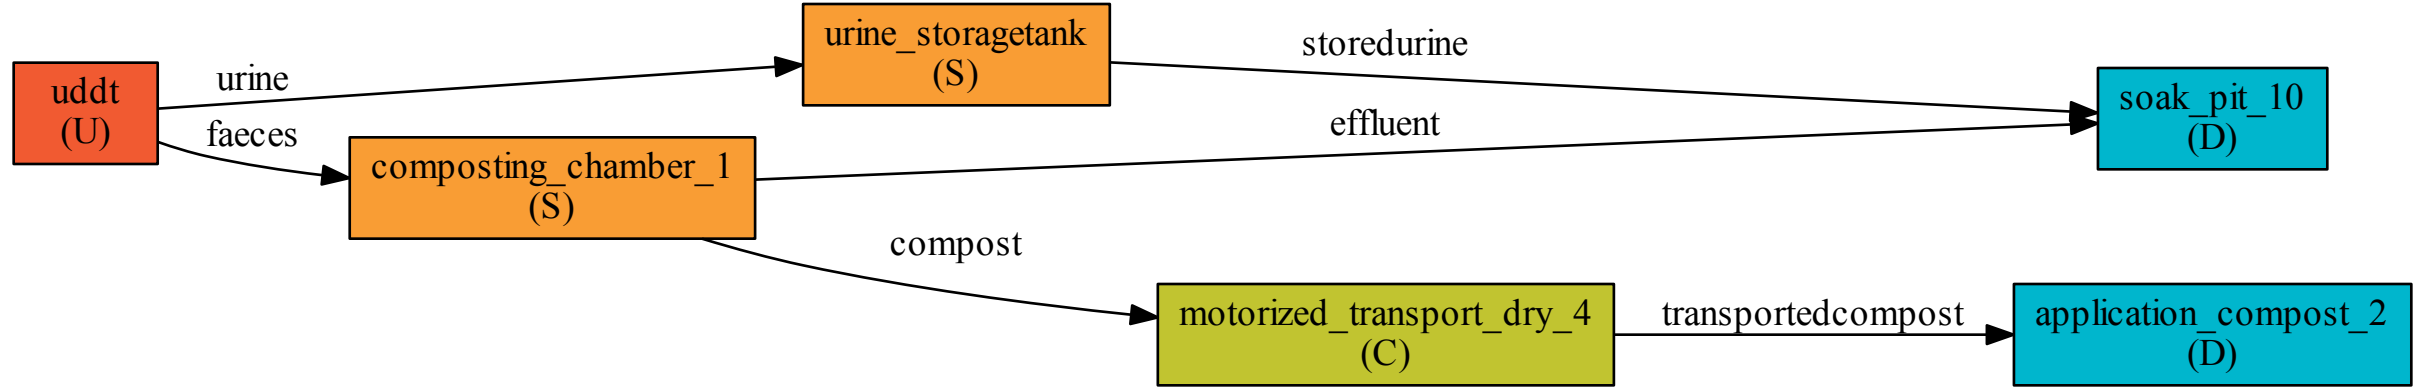 uddt
(U)
urine
faeces
urine_storagetank
(S)
composting_chamber_1
(S)
storedurine
effluent
compost
soak_pit_10
(D)
motorized_transport_dry_4
(C)
transportedcompost
application_compost_2
(D)